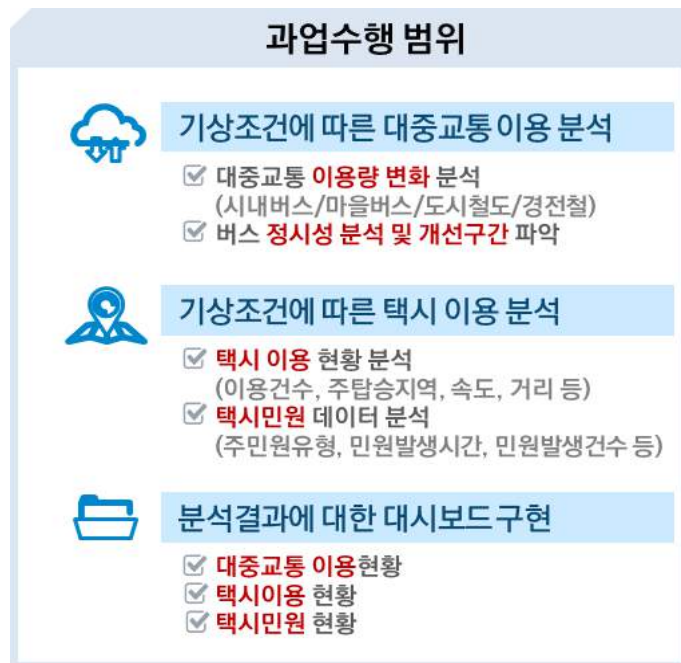 과업수행 범위
기상조건에 따른 대중교통 이용 분석
대중교통 이용량 변화 분석
(시내버스/마을버스/도시철도/경전철)
버스 정시성 분석 및 개선구간 파악
기상조건에 따른 택시 이용 분석
택시 이용 현황 분석
(이용건수, 주탑승지역, 속도, 거리 등)
택시민원 데이터 분석
(주민원유형, 민원발생시간, 민원발생건수 등)
분석결과에 대한 대시보드 구현
대중교통 이용현황
택시이용 현황
택시민원 현황